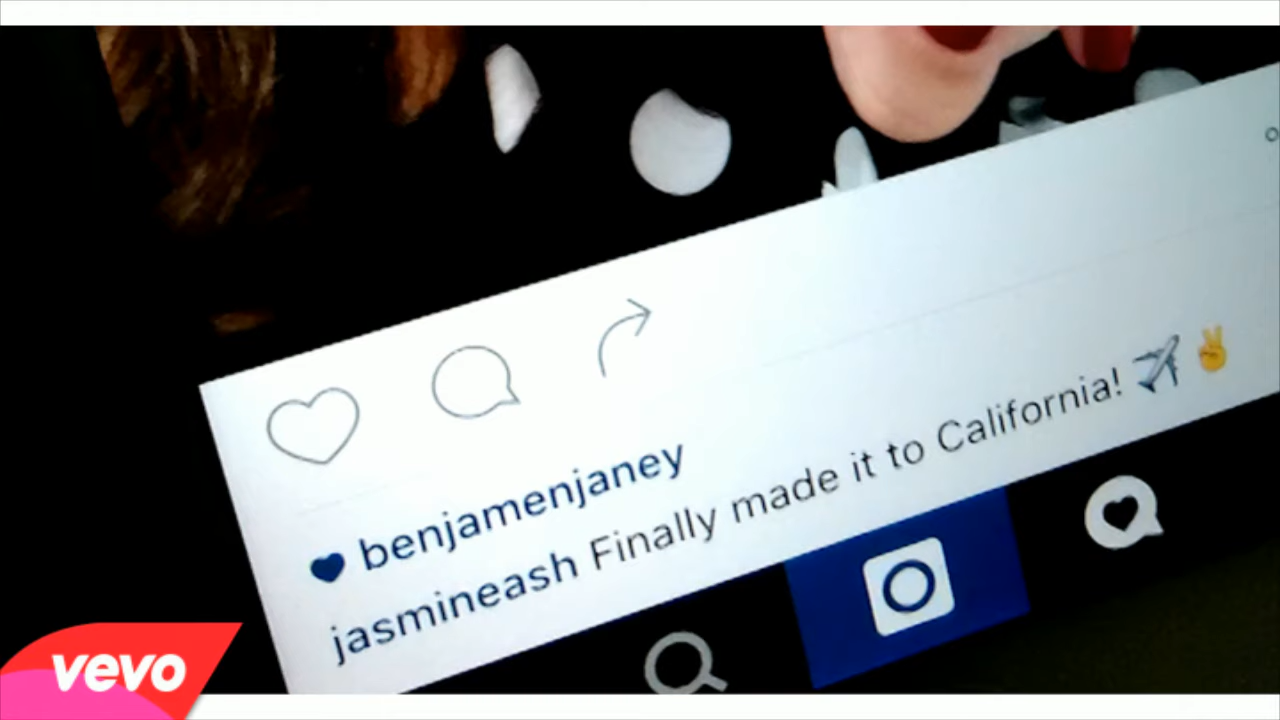 benjamenjaney
jasmineash Finally made it to California! ✈️ ✌️
vevo